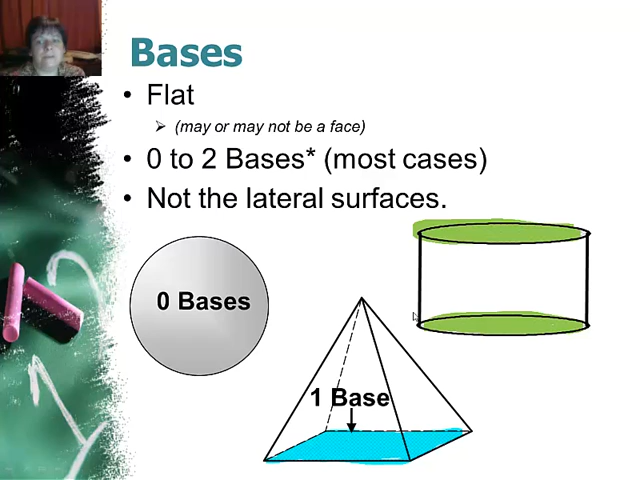 Bases
• Flat
➢ (may or may not be a face)
• 0 to 2 Bases* (most cases)
• Not the lateral surfaces.
0 Bases
1 Base